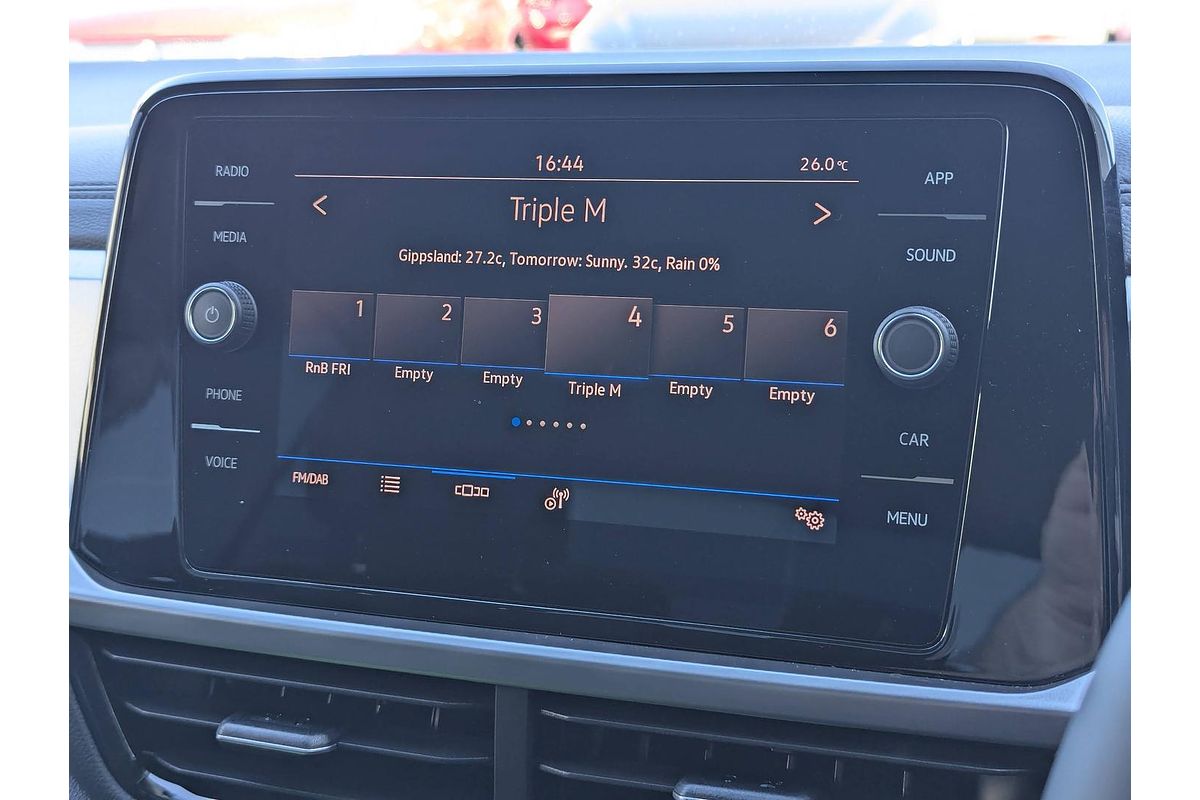 16:44
26.0°C
RADIO
MEDIA
PHONE
VOICE
Triple M
Gippsland: 27.2c, Tomorrow: Sunny. 32c, Rain 0%
1 2 3 4 5 6
RnB FRI Empty Empty Triple M Empty Empty
FM/DAB
APP
SOUND
CAR
MENU